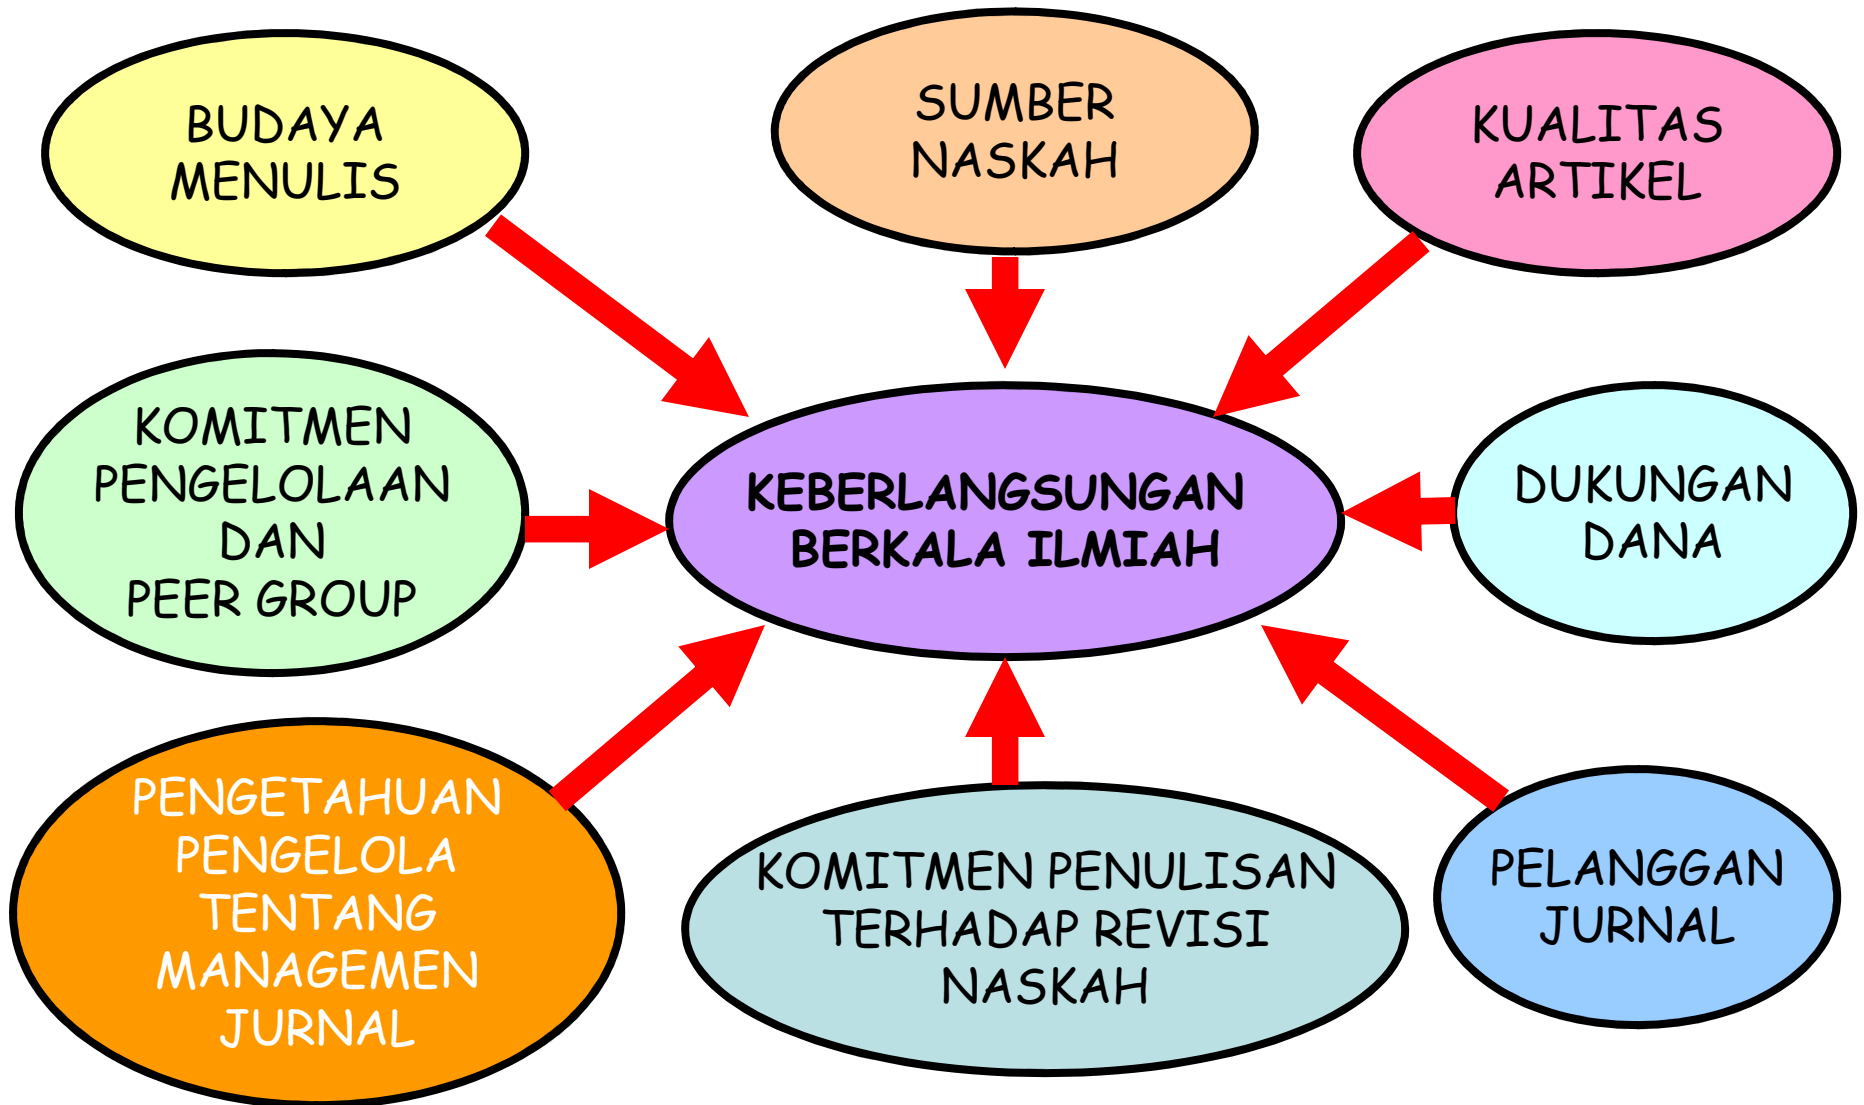 BUDAYA
MENULIS
SUMBER
NASKAH
KUALITAS
ARTIKEL
KOMITMEN
PENGELOLAAN
DAN
PEER GROUP
KEBERLANGSUNGAN
BERKALA ILMIAH
DUKUNGAN
DANA
PENGETAHUAN
PENGELOLA
TENTANG
MANAGEMEN
JURNAL
KOMITMEN PENULISAN
TERHADAP REVISI
NASKAH
PELANGGAN
JURNAL